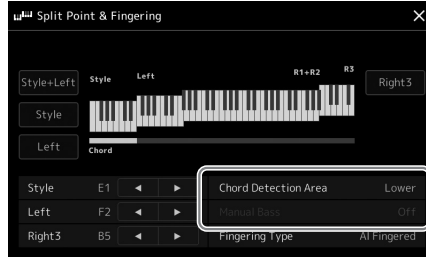 Split Point & Fingering
Style+Left Style Left R1+R2 R3 Right3
Style
Left
Chord
Style E1 Chord Detection Area Lower
Left F2 Manual Bass Off
Right3 B5 Fingering Type AI Fingered